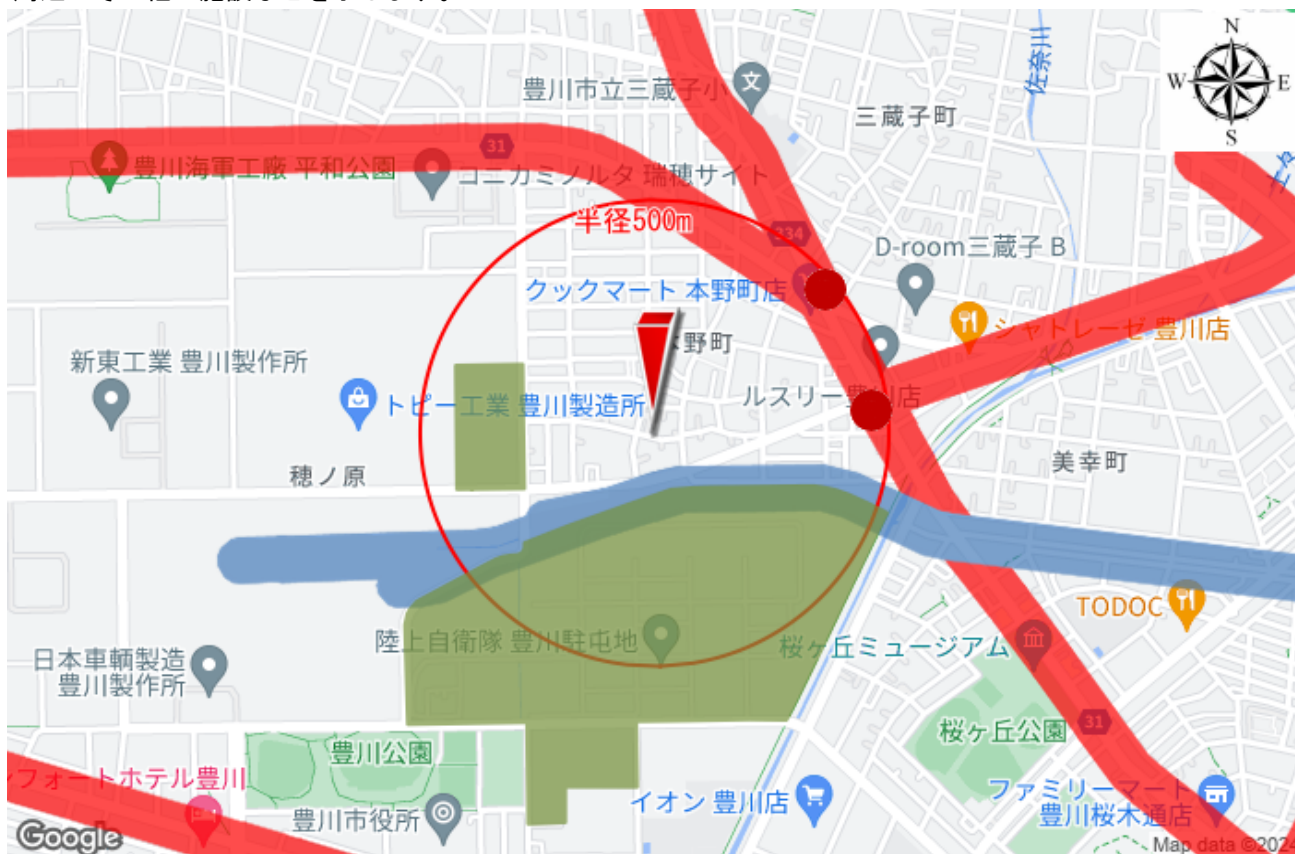 N
W E
S
佐奈川
豊川市立三蔵子小
三蔵子町
31
豊川海軍工廠 平和公園
コニカミノルタ 瑞穂サイト
半径500m
234
D-room三蔵子 B
クックマート 本野町店
シャトレーゼ 豊川店
本野町
新東工業 豊川製作所
トピー工業 豊川製造所
ルスリー豊川店
美幸町
穂ノ原
TODOC
陸上自衛隊 豊川駐屯地
桜ヶ丘ミュージアム
日本車輌製造
豊川製作所
桜ヶ丘公園
31
豊川公園
ンフォートホテル豊川
イオン 豊川店
ファミリーマート
豊川桜木通店
豊川市役所
Google
Map data ©2024